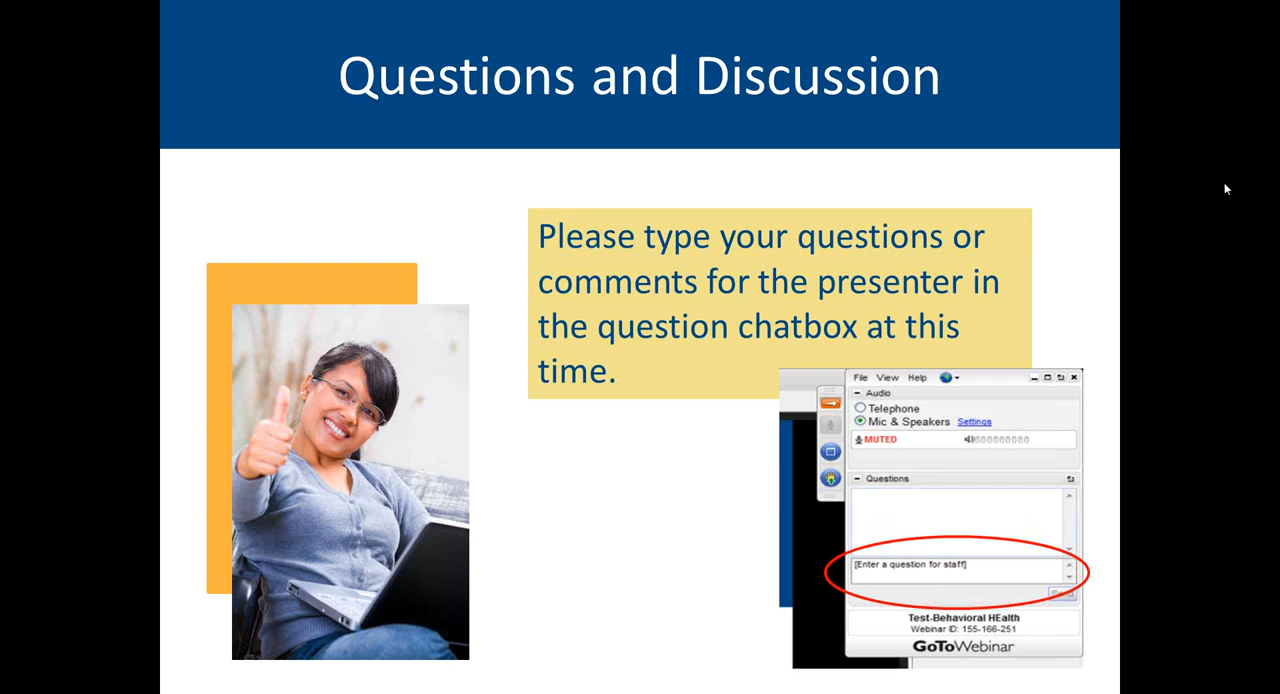 Questions and Discussion
Please type your questions or
comments for the presenter in
the question chatbox at this
time.
File View Help
Audio
Telephone
Mic & Speakers Settings
MUTED
Questions
[Enter a question for staff]
Send
Test-Behavioral HEalth
Webinar ID: 155-166-251
GoToWebinar